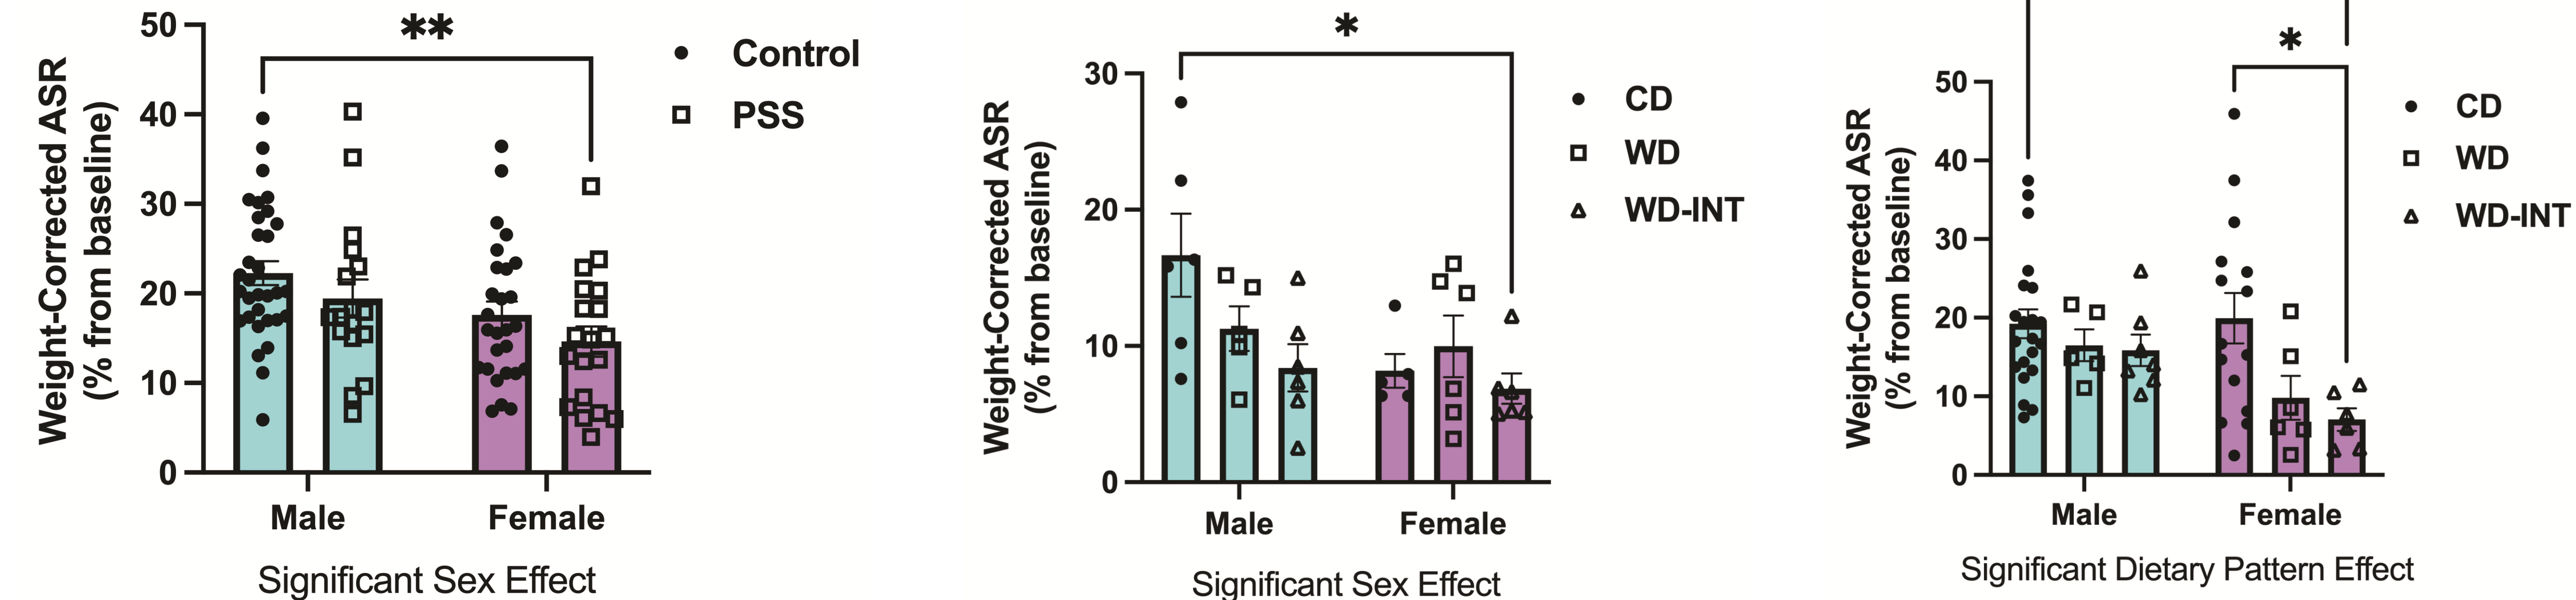 **
50
40
30
20
10
0
Weight-Corrected ASR
(% from baseline)
Control
PSS
Male
Female
Significant Sex Effect
*
30
20
10
0
Weight-Corrected ASR
(% from baseline)
CD
WD
WD-INT
Male
Female
Significant Sex Effect
*
50
40
30
20
10
0
Weight-Corrected ASR
(% from baseline)
CD
WD
WD-INT
Male
Female
Significant Dietary Pattern Effect